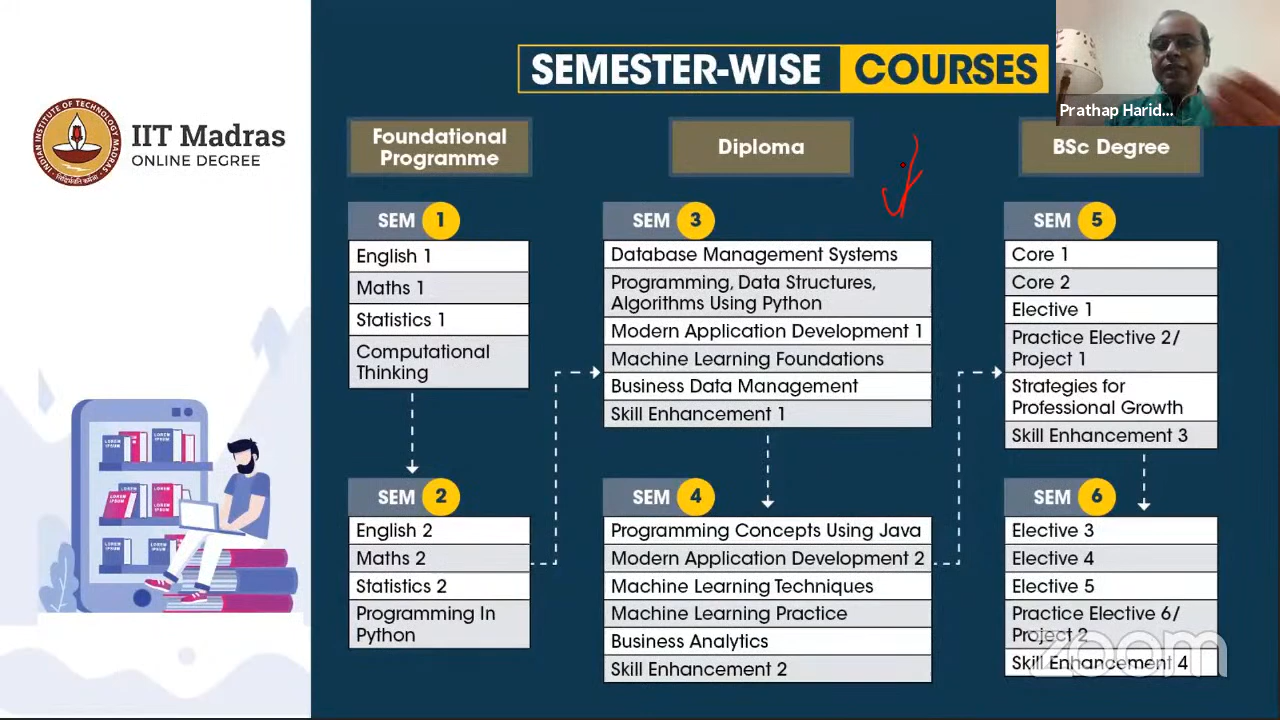 SEMESTER-WISE COURSES
Prathap Harid...
IIT Madras
ONLINE DEGREE
INDIAN INSTITUTE OF TECHNOLOGY MADRAS
Foundational
Programme
SEM 1
English 1
Maths 1
Statistics 1
Computational
Thinking
SEM 2
English 2
Maths 2
Statistics 2
Programming In
Python
Diploma
SEM 3
Database Management Systems
Programming, Data Structures,
Algorithms Using Python
Modern Application Development 1
Machine Learning Foundations
Business Data Management
Skill Enhancement 1
SEM 4
Programming Concepts Using Java
Modern Application Development 2
Machine Learning Techniques
Machine Learning Practice
Business Analytics
Skill Enhancement 2
BSc Degree
SEM 5
Core 1
Core 2
Elective 1
Practice Elective 2/
Project 1
Strategies for
Professional Growth
Skill Enhancement 3
SEM 6
Elective 3
Elective 4
Elective 5
Practice Elective 6/
Project 2
Skill Enhancement 4
zoom